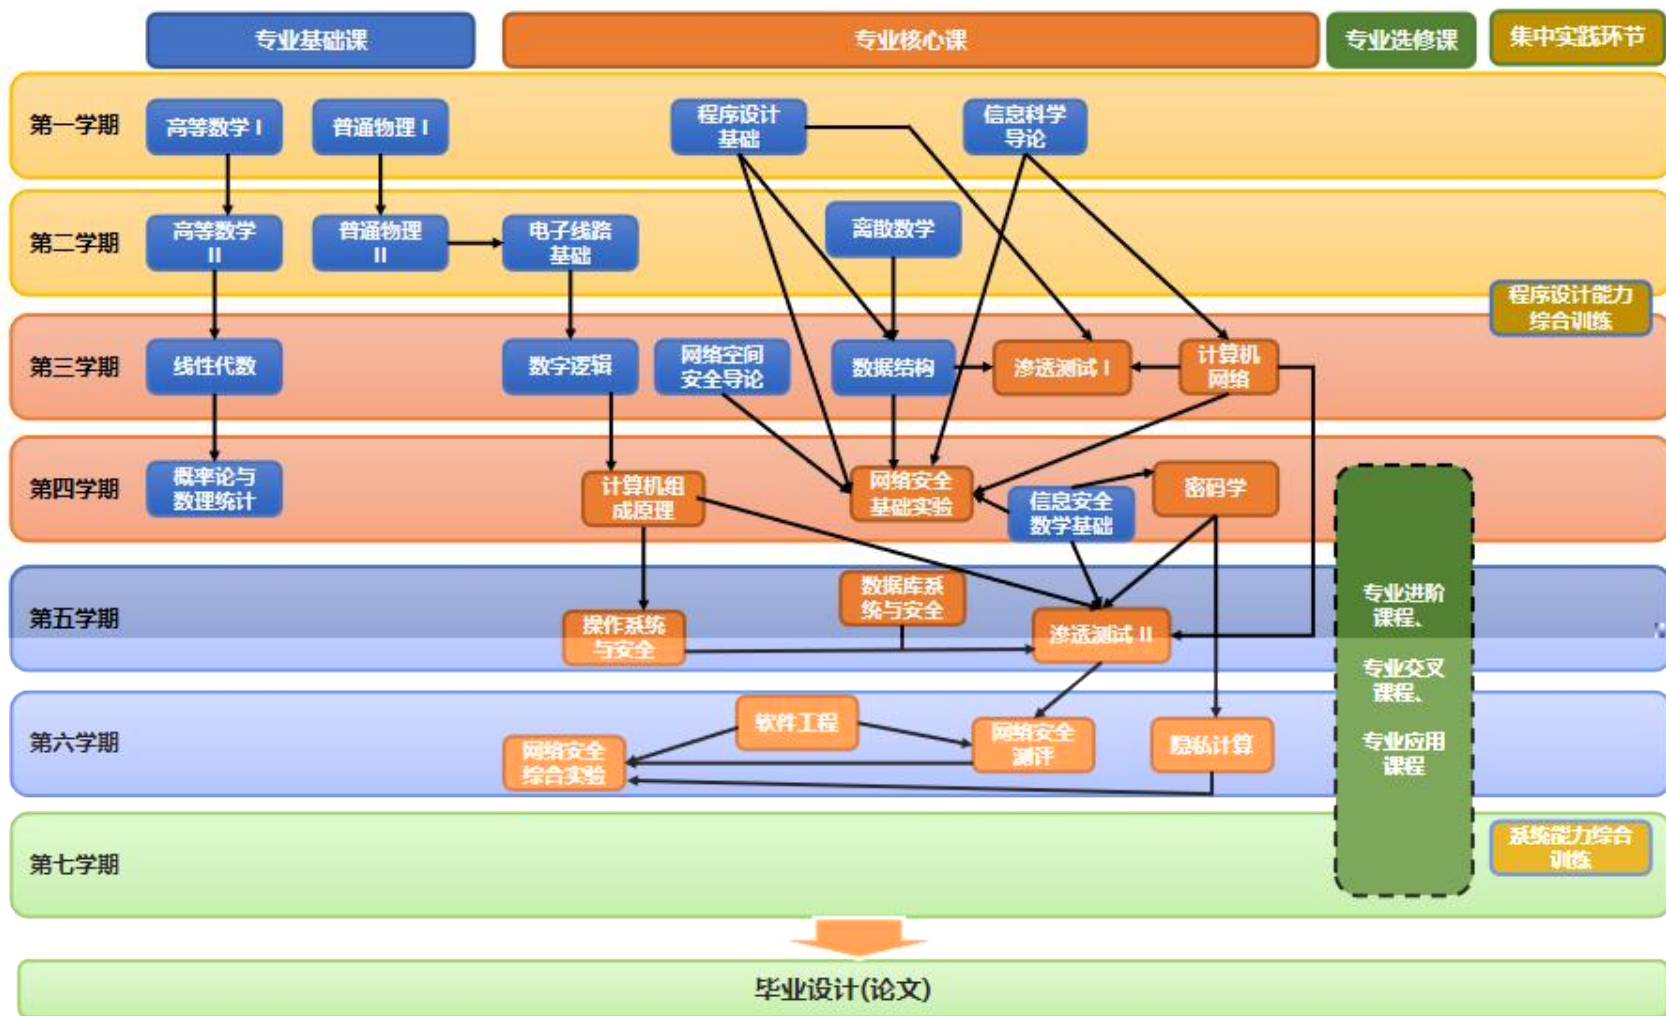 专业基础课
专业核心课
专业选修课
集中实践环节
第一学期
高等数学 I
普通物理 I
程序设计
基础
信息科学
导论
第二学期
高等数学
II
普通物理
II
电子线路
基础
离散数学
程序设计能力
综合训练
第三学期
线性代数
数字逻辑
网络空间
安全导论
数据结构
渗透测试 I
计算机
网络
第四学期
概率论与
数理统计
计算机组
成原理
网络安全
基础实验
信息安全
数学基础
密码学
第五学期
操作系统
与安全
数据库系
统与安全
渗透测试 II
专业进阶
课程、
专业交叉
课程、
专业应用
课程
第六学期
网络安全
综合实验
软件工程
网络安全
测评
隐私计算
第七学期
系统能力综合
训练
毕业设计(论文)